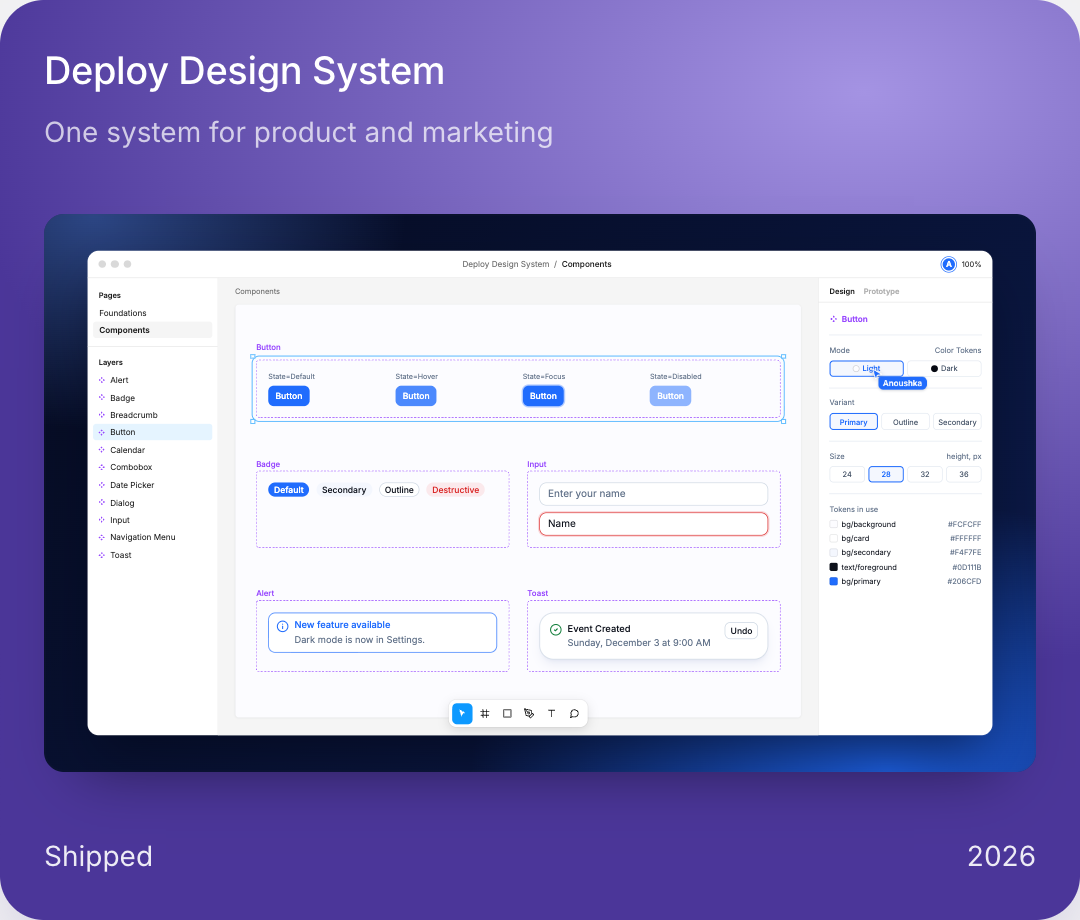 Deploy Design System
One system for product and marketing
Deploy Design System / Components
A 100%
Pages
Foundations
Components
Layers
Alert
Badge
Breadcrumb
Button
Calendar
Combobox
Date Picker
Dialog
Input
Navigation Menu
Toast
Components
Button
State=Default State=Hover State=Focus State=Disabled
Button Button Button Button
Badge
Default Secondary Outline Destructive
Input
Enter your name
Name
Alert
New feature available
Dark mode is now in Settings.
Toast
Event Created
Sunday, December 3 at 9:00 AM
Undo
T
Design Prototype
Button
Mode Color Tokens
Light Dark
Anoushka
Variant
Primary Outline Secondary
Size height, px
24 28 32 36
Tokens in use
bg/background #FCFCFF
bg/card #FFFFFF
bg/secondary #F4F7FE
text/foreground #0D111B
bg/primary #206CFD
Shipped 2026